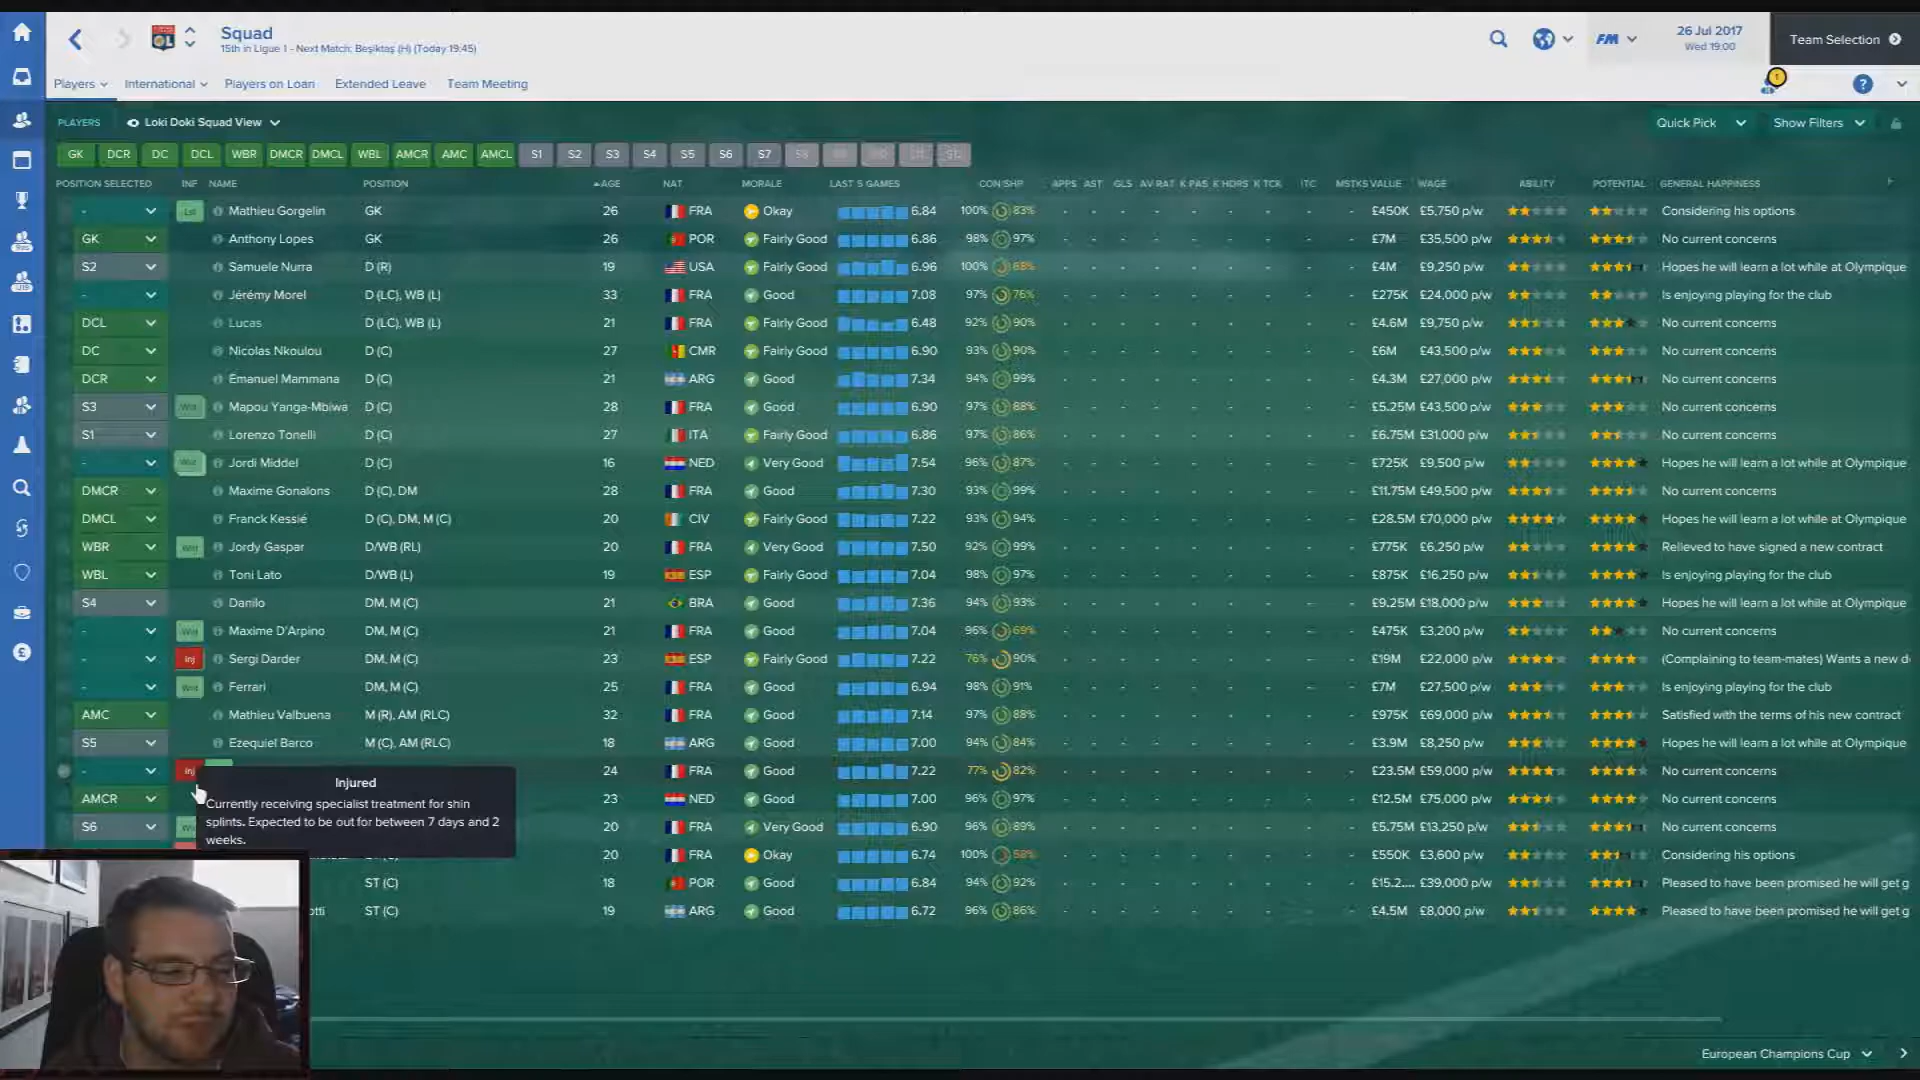 Squad
15th in Ligue 1 - Next Match: Beşiktaş (H) (Today 19:45)
FM
26 Jul 2017
Wed 19:00
Team Selection
Players International Players on Loan Extended Leave Team Meeting
1
?
PLAYERS Loki Doki Squad View Quick Pick Show Filters
GK DCR DC DCL WBR DMCR DMCL WBL AMCR AMC AMCL S1 S2 S3 S4 S5 S6 S7
POSITION SELECTED INF NAME POSITION AGE NAT MORALE LAST 5 GAMES CON SHP APPS AST GLS AV RAT K PAS K HDRS K TCK ITC MSTKS VALUE WAGE ABILITY POTENTIAL GENERAL HAPPINESS
- Lst Mathieu Gorgelin GK 26 FRA Okay 6.84 100% 83% - - - - - - - - - £450K £5,750 p/w Considering his options
GK Anthony Lopes GK 26 POR Fairly Good 6.86 98% 97% - - - - - - - - - £7M £35,500 p/w No current concerns
S2 Samuele Nurra D (R) 19 USA Fairly Good 6.96 100% 68% - - - - - - - - - £4M £9,250 p/w Hopes he will learn a lot while at Olympique
- Jérémy Morel D (LC), WB (L) 33 FRA Good 7.08 97% 76% - - - - - - - - - £275K £24,000 p/w Is enjoying playing for the club
DCL Lucas D (LC), WB (L) 21 FRA Fairly Good 6.48 92% 90% - - - - - - - - - £4.6M £9,750 p/w No current concerns
DC Nicolas Nkoulou D (C) 27 CMR Fairly Good 6.90 93% 90% - - - - - - - - - £6M £43,500 p/w No current concerns
DCR Emanuel Mammana D (C) 21 ARG Good 7.34 94% 99% - - - - - - - - - £4.3M £27,000 p/w No current concerns
S3 Wnt Mapou Yanga-Mbiwa D (C) 28 FRA Good 6.90 97% 88% - - - - - - - - - £5.25M £43,500 p/w No current concerns
S1 Lorenzo Tonelli D (C) 27 ITA Fairly Good 6.86 97% 86% - - - - - - - - - £6.75M £31,000 p/w No current concerns
- Wnt Jordi Middel D (C) 16 NED Very Good 7.54 96% 87% - - - - - - - - - £725K £9,500 p/w Hopes he will learn a lot while at Olympique
DMCR Maxime Gonalons D (C), DM 28 FRA Good 7.30 93% 99% - - - - - - - - - £11.75M £49,500 p/w No current concerns
DMCL Franck Kessié D (C), DM, M (C) 20 CIV Fairly Good 7.22 93% 94% - - - - - - - - - £28.5M £70,000 p/w Hopes he will learn a lot while at Olympique
WBR Wnt Jordy Gaspar D/WB (RL) 20 FRA Very Good 7.50 92% 99% - - - - - - - - - £775K £6,250 p/w Relieved to have signed a new contract
WBL Toni Lato D/WB (L) 19 ESP Fairly Good 7.04 98% 97% - - - - - - - - - £875K £16,250 p/w Is enjoying playing for the club
S4 Danilo DM, M (C) 21 BRA Good 7.36 94% 93% - - - - - - - - - £9.25M £18,000 p/w Hopes he will learn a lot while at Olympique
- Wnt Maxime D'Arpino DM, M (C) 21 FRA Good 7.04 96% 69% - - - - - - - - - £475K £3,200 p/w No current concerns
- Inj Sergi Darder DM, M (C) 23 ESP Fairly Good 7.22 76% 90% - - - - - - - - - £19M £22,000 p/w (Complaining to team-mates) Wants a new d
- Wnt Ferrari DM, M (C) 25 FRA Good 6.94 98% 91% - - - - - - - - - £7M £27,500 p/w Is enjoying playing for the club
AMC Mathieu Valbuena M (R), AM (RLC) 32 FRA Good 7.14 97% 88% - - - - - - - - - £975K £69,000 p/w Satisfied with the terms of his new contract
S5 Ezequiel Barco M (C), AM (RLC) 18 ARG Good 7.00 94% 84% - - - - - - - - - £3.9M £8,250 p/w Hopes he will learn a lot while at Olympique
- Inj 24 FRA Good 7.22 77% 82% - - - - - - - - - £23.5M £59,000 p/w No current concerns
AMCR 23 NED Good 7.00 96% 97% - - - - - - - - - £12.5M £75,000 p/w No current concerns
S6 20 FRA Very Good 6.90 96% 89% - - - - - - - - - £5.75M £13,250 p/w No current concerns
20 FRA Okay 6.74 100% 58% - - - - - - - - - £550K £3,600 p/w Considering his options
ST (C) 18 POR Good 6.84 94% 92% - - - - - - - - - £15.2.... £39,000 p/w Pleased to have been promised he will get g
otti ST (C) 19 ARG Good 6.72 96% 86% - - - - - - - - - £4.5M £8,000 p/w Pleased to have been promised he will get g
Injured
Currently receiving specialist treatment for shin
splints. Expected to be out for between 7 days and 2
weeks.
European Champions Cup